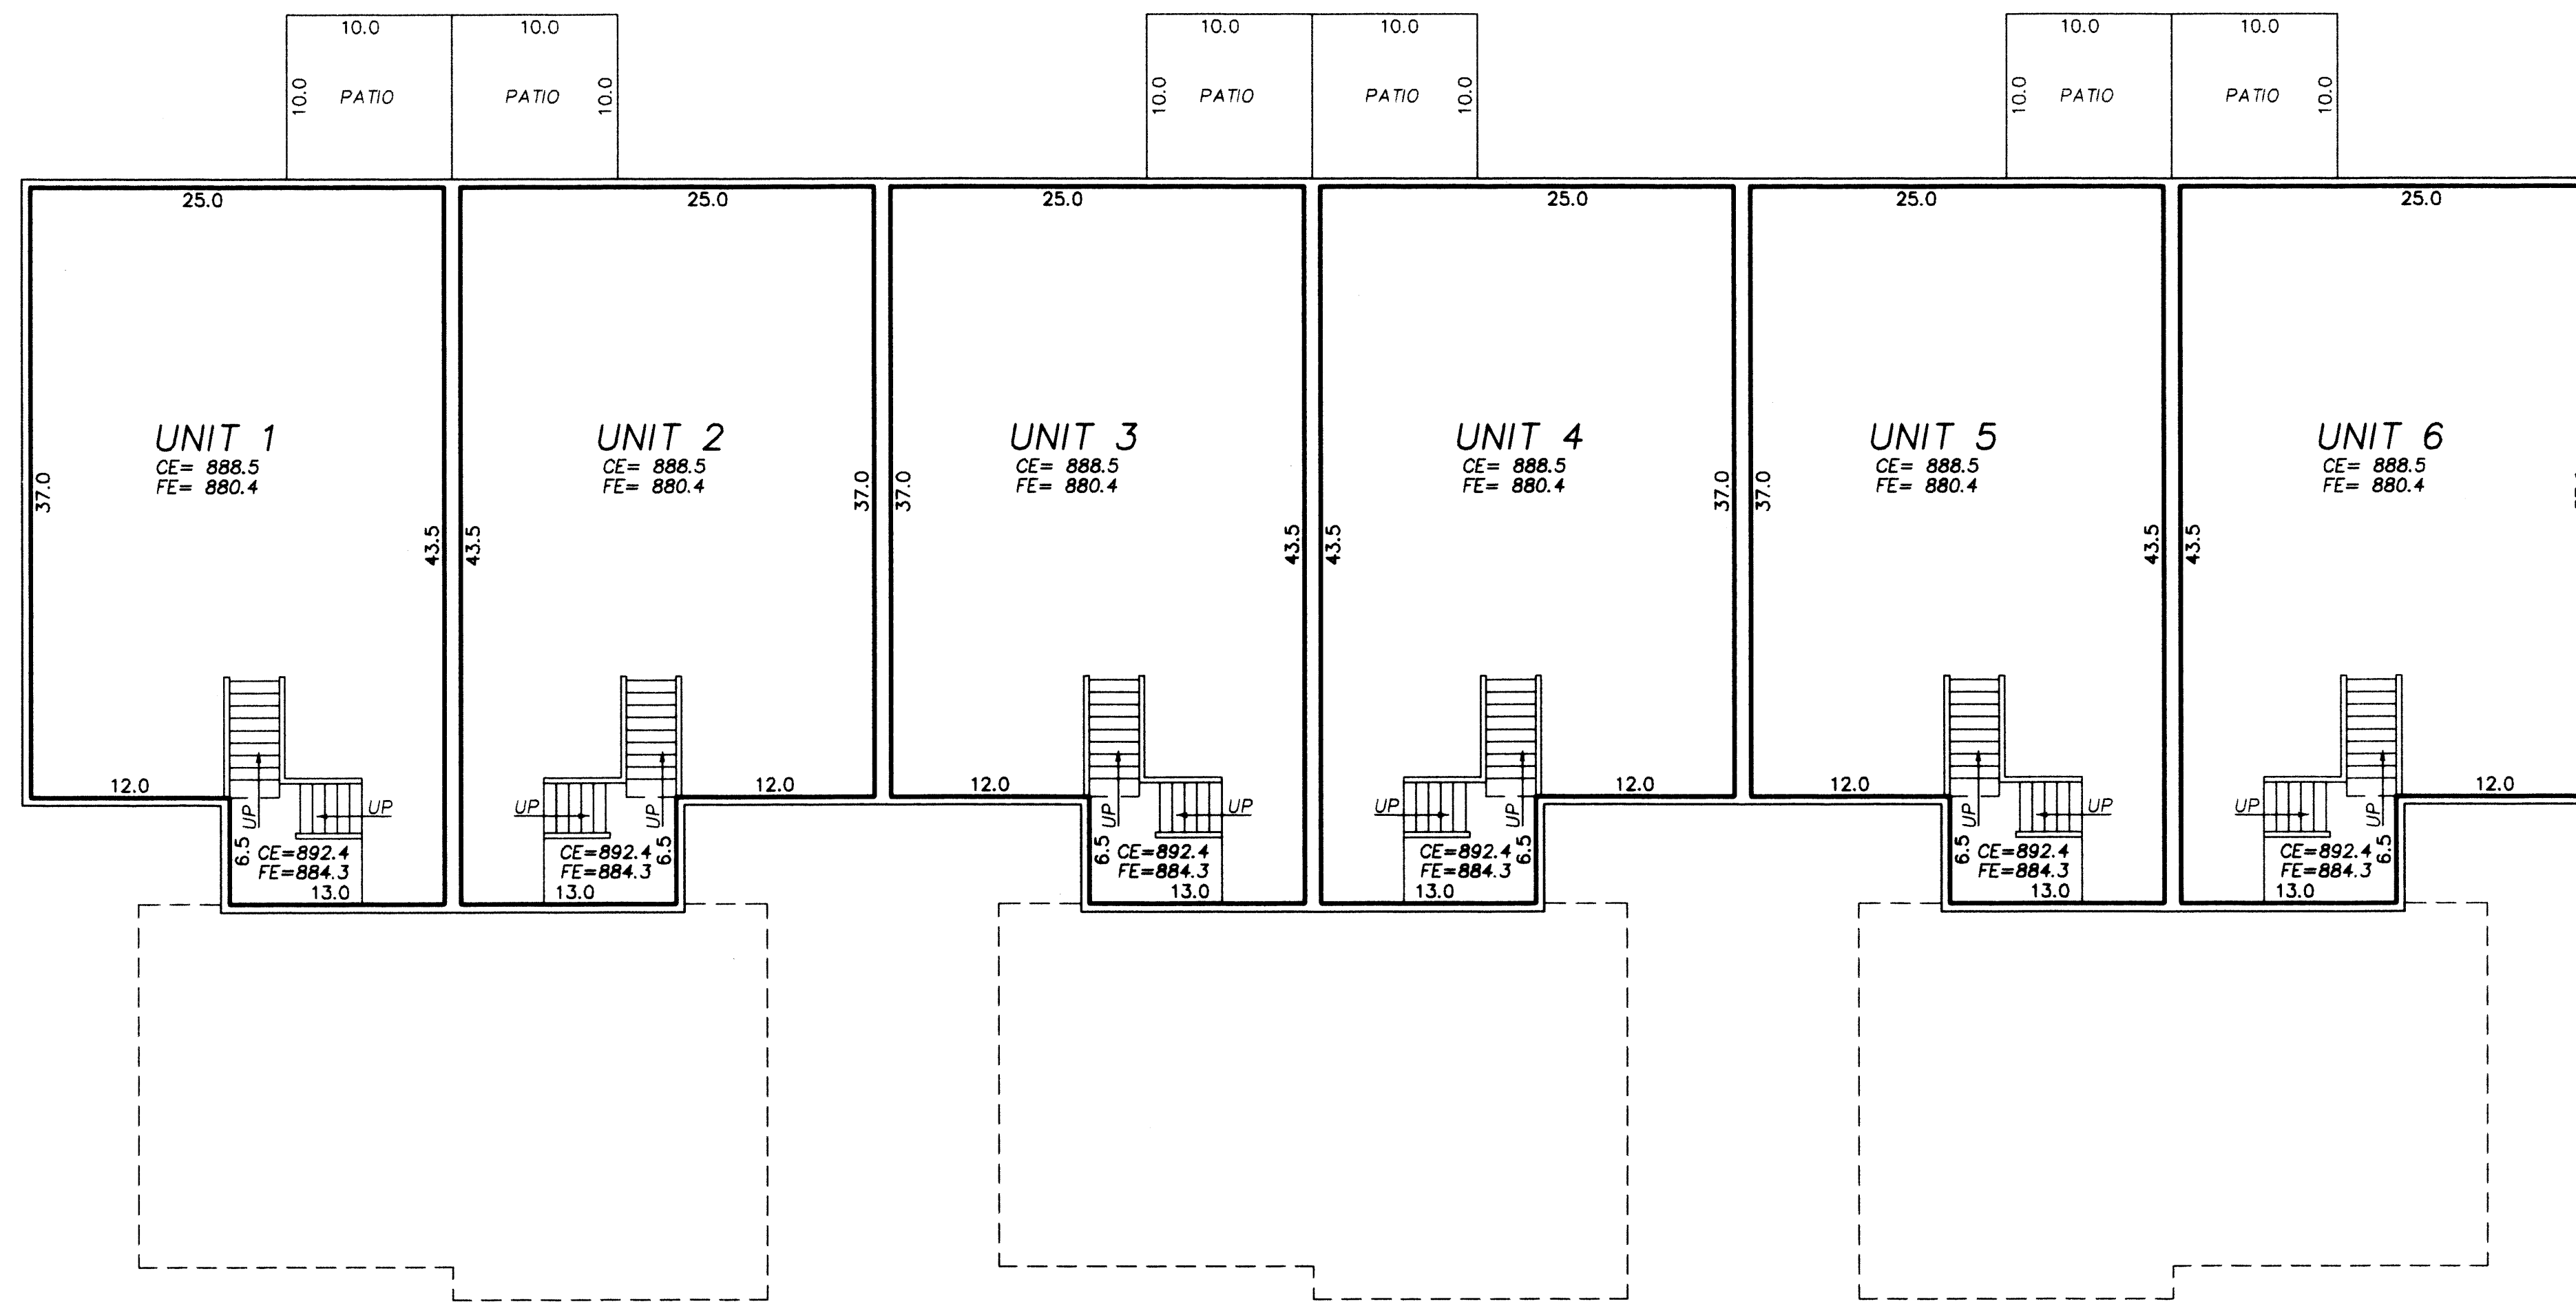 10.0 10.0 10.0 10.0 10.0 10.0
10.0 PATIO PATIO 10.0 10.0 PATIO PATIO 10.0 10.0 PATIO PATIO 10.0
25.0 25.0 25.0 25.0 25.0 25.0
UNIT 1 UNIT 2 UNIT 3 UNIT 4 UNIT 5 UNIT 6
CE= 888.5 CE= 888.5 CE= 888.5 CE= 888.5 CE= 888.5 CE= 888.5
FE= 880.4 FE= 880.4 FE= 880.4 FE= 880.4 FE= 880.4 FE= 880.4
37.0 37.0 37.0 37.0 37.0
43.5 43.5 43.5 43.5 43.5 43.5
12.0 12.0 12.0 12.0 12.0 12.0
UP UP UP UP UP UP UP UP UP UP UP UP
6.5 6.5 6.5 6.5 6.5 6.5
CE=892.4 CE=892.4 CE=892.4 CE=892.4 CE=892.4 CE=892.4
FE=884.3 FE=884.3 FE=884.3 FE=884.3 FE=884.3 FE=884.3
13.0 13.0 13.0 13.0 13.0 13.0